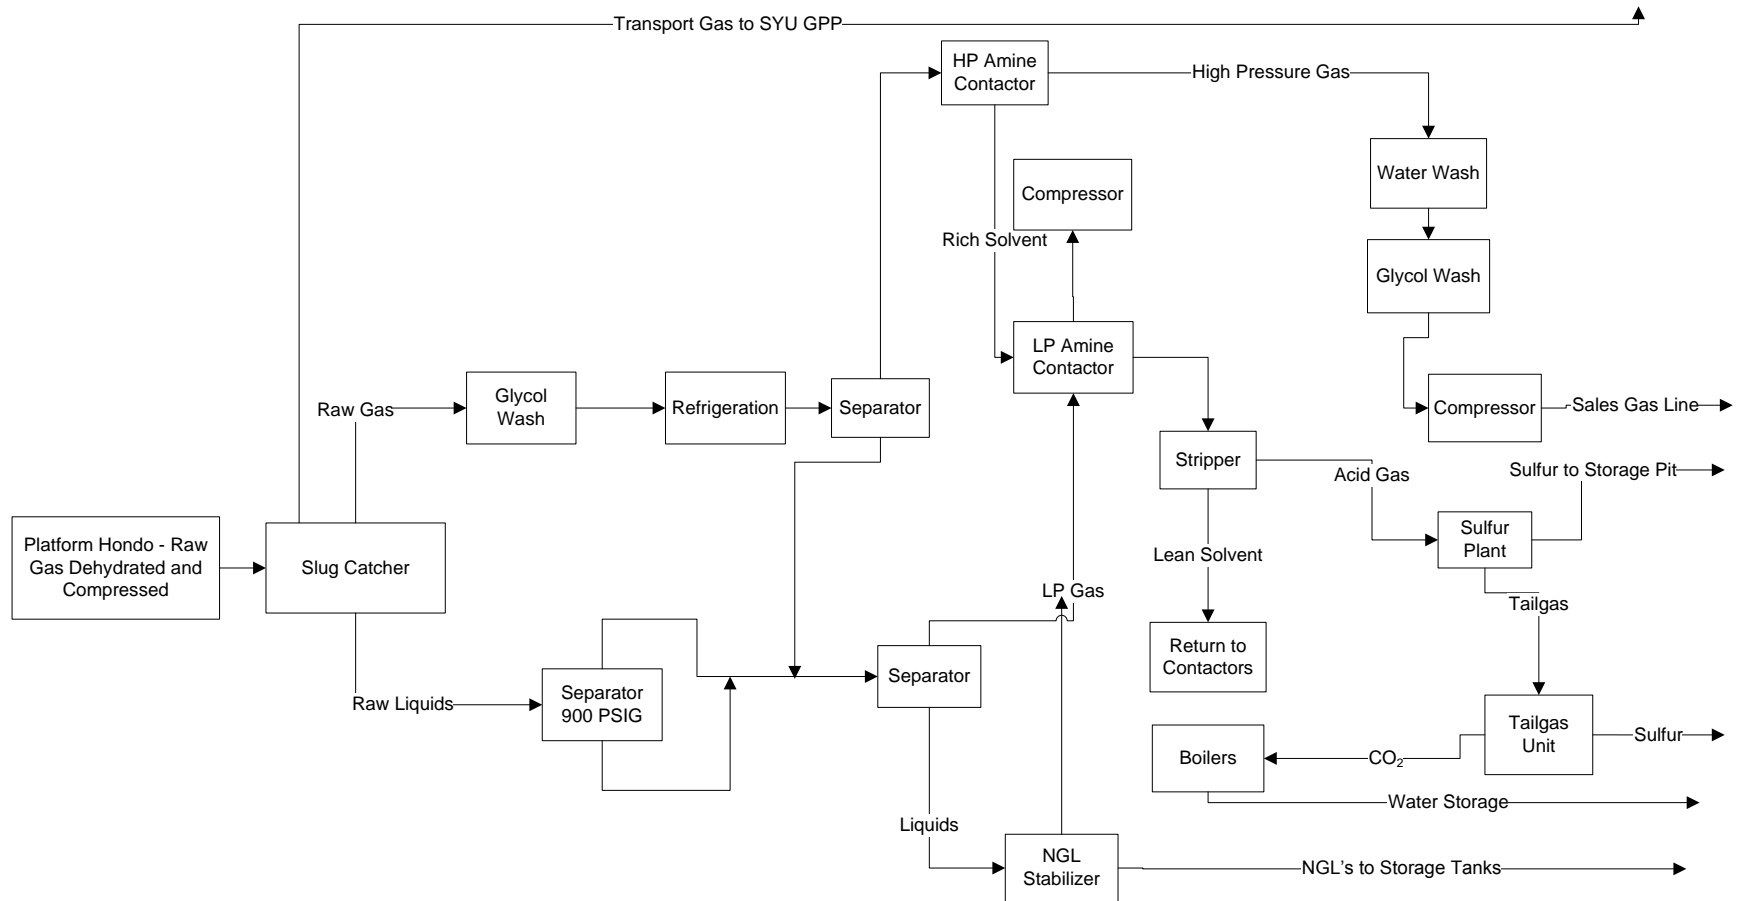 Transport Gas to SYU GPP
HP Amine
Contactor
High Pressure Gas
Water Wash
Compressor
Rich Solvent
Glycol Wash
LP Amine
Contactor
Glycol
Wash
Refrigeration
Separator
Raw Gas
Compressor
Sales Gas Line
Stripper
Acid Gas
Sulfur to Storage Pit
Platform Hondo - Raw
Gas Dehydrated and
Compressed
Slug Catcher
Sulfur
Plant
Lean Solvent
LP Gas
Tailgas
Return to
Contactors
Separator
Raw Liquids
Separator
900 PSIG
Tailgas
Unit
Sulfur
Boilers
CO₂
Water Storage
Liquids
NGL
Stabilizer
NGL's to Storage Tanks